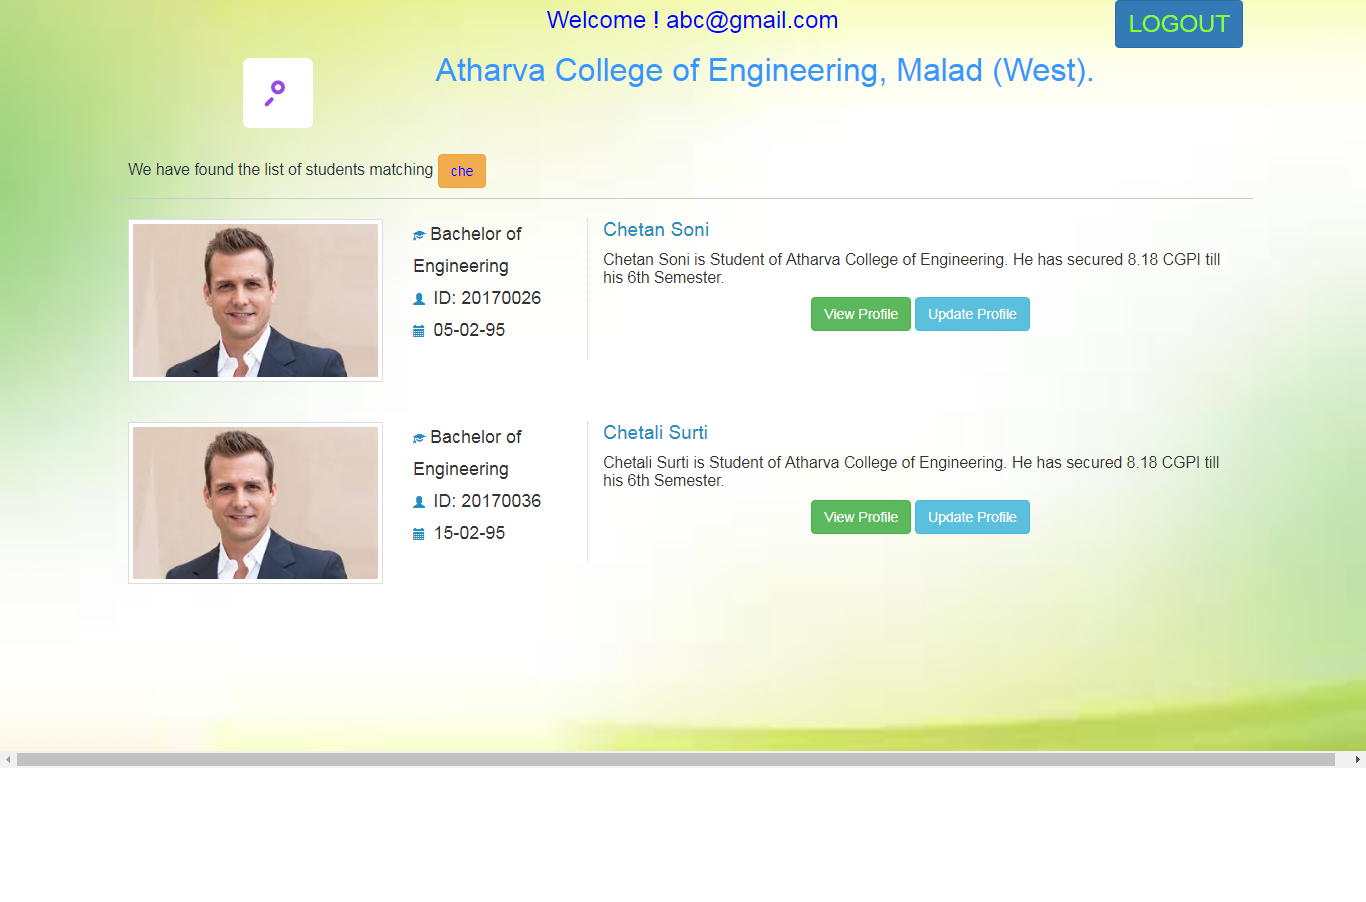 Welcome ! abc@gmail.com
LOGOUT
Atharva College of Engineering, Malad (West).
We have found the list of students matching che
Bachelor of
Engineering
ID: 20170026
05-02-95
Chetan Soni
Chetan Soni is Student of Atharva College of Engineering. He has secured 8.18 CGPI till
his 6th Semester.
View Profile Update Profile
Bachelor of
Engineering
ID: 20170036
15-02-95
Chetali Surti
Chetali Surti is Student of Atharva College of Engineering. He has secured 8.18 CGPI till
his 6th Semester.
View Profile Update Profile